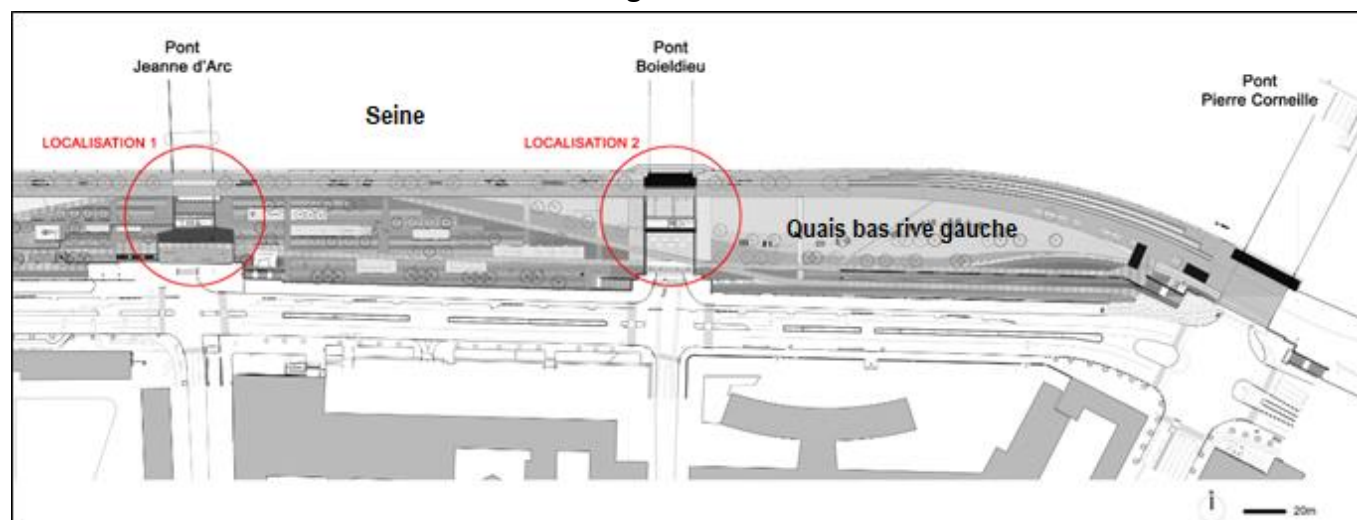 Pont
Jeanne d'Arc
Pont
Boieldieu
Pont
Pierre Corneille
Seine
LOCALISATION 1
LOCALISATION 2
Quais bas rive gauche
20m